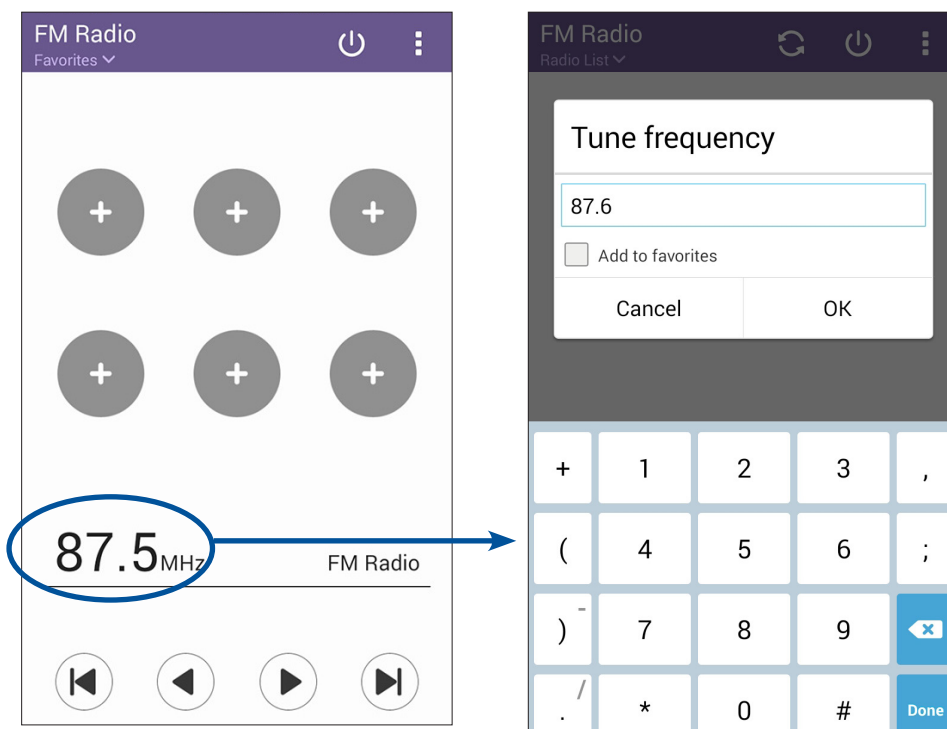 FM Radio
Favorites
87.5MHz
FM Radio
FM Radio
Radio List
Tune frequency
87.6
Add to favorites
Cancel
OK
+ 1 2 3 ,
( 4 5 6 ;
) - 7 8 9
. / * 0 # Done